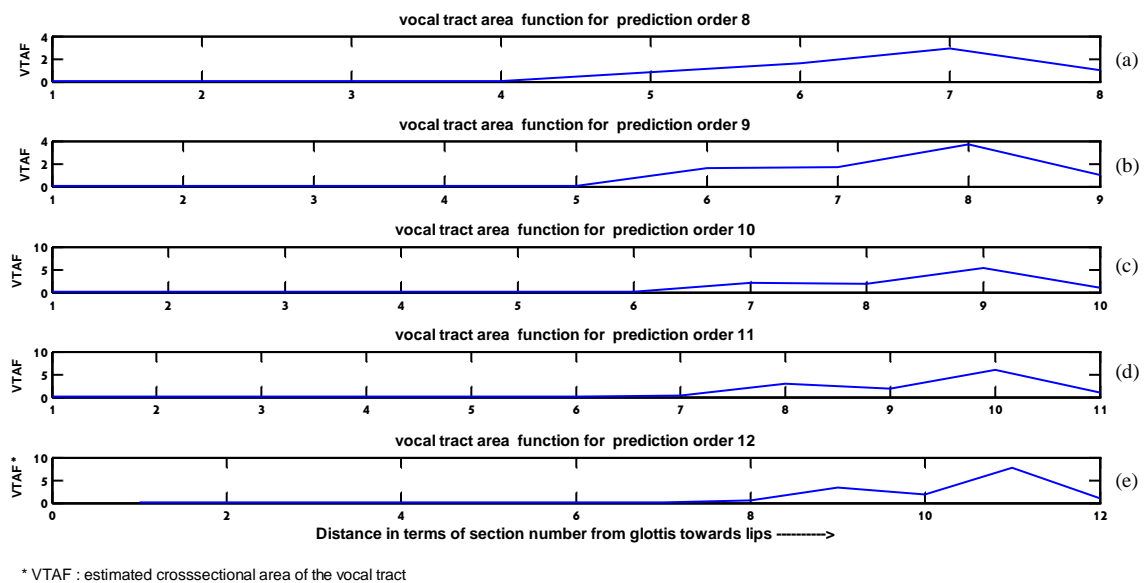 vocal tract area function for prediction order 8
VTAF
4
2
0
1 2 3 4 5 6 7 8
(a)
vocal tract area function for prediction order 9
VTAF
4
2
0
1 2 3 4 5 6 7 8 9
(b)
vocal tract area function for prediction order 10
VTAF
10
5
0
1 2 3 4 5 6 7 8 9 10
(c)
vocal tract area function for prediction order 11
VTAF
10
5
0
1 2 3 4 5 6 7 8 9 10 11
(d)
vocal tract area function for prediction order 12
VTAF *
10
5
0
0 2 4 6 8 10 12
(e)
Distance in terms of section number from glottis towards lips ---------->
* VTAF : estimated crosssectional area of the vocal tract